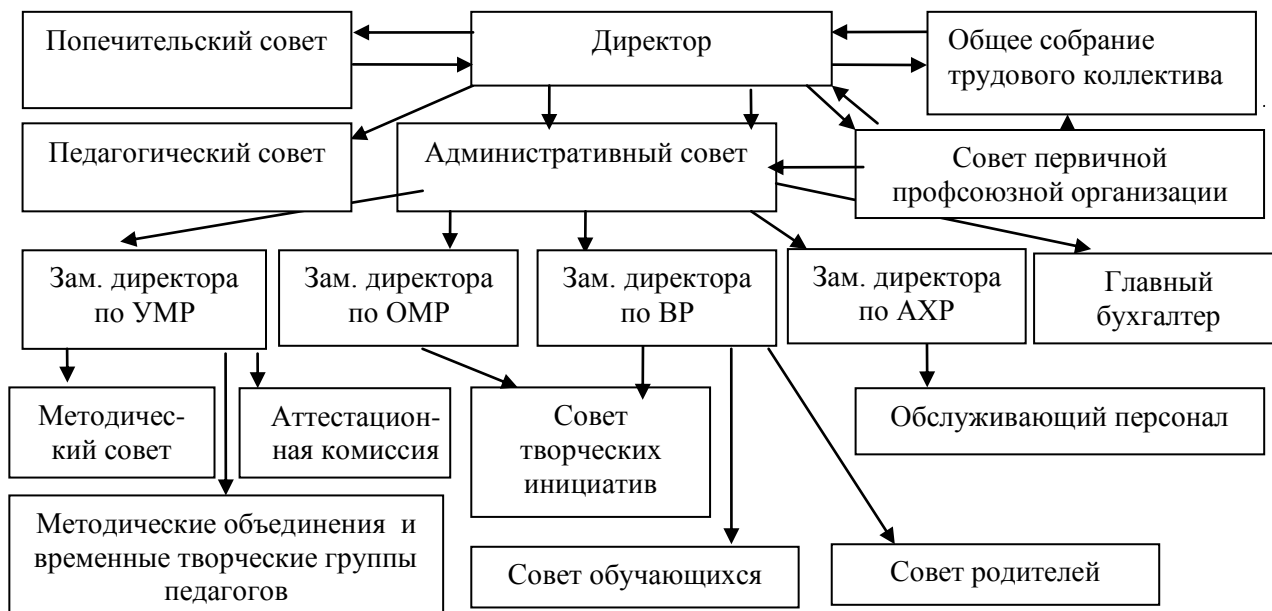 Попечительский совет
Директор
Общее собрание
трудового коллектива
.
Педагогический совет
Административный совет
Совет первичной
профсоюзной организации
Зам. директора
по УМР
Зам. директора
по ОМР
Зам. директора
по ВР
Зам. директора
по АХР
Главный
бухгалтер
Методичес-
кий совет
Аттестацион-
ная комиссия
Совет
творческих
инициатив
Обслуживающий персонал
Методические объединения и
временные творческие группы
педагогов
Совет обучающихся
Совет родителей